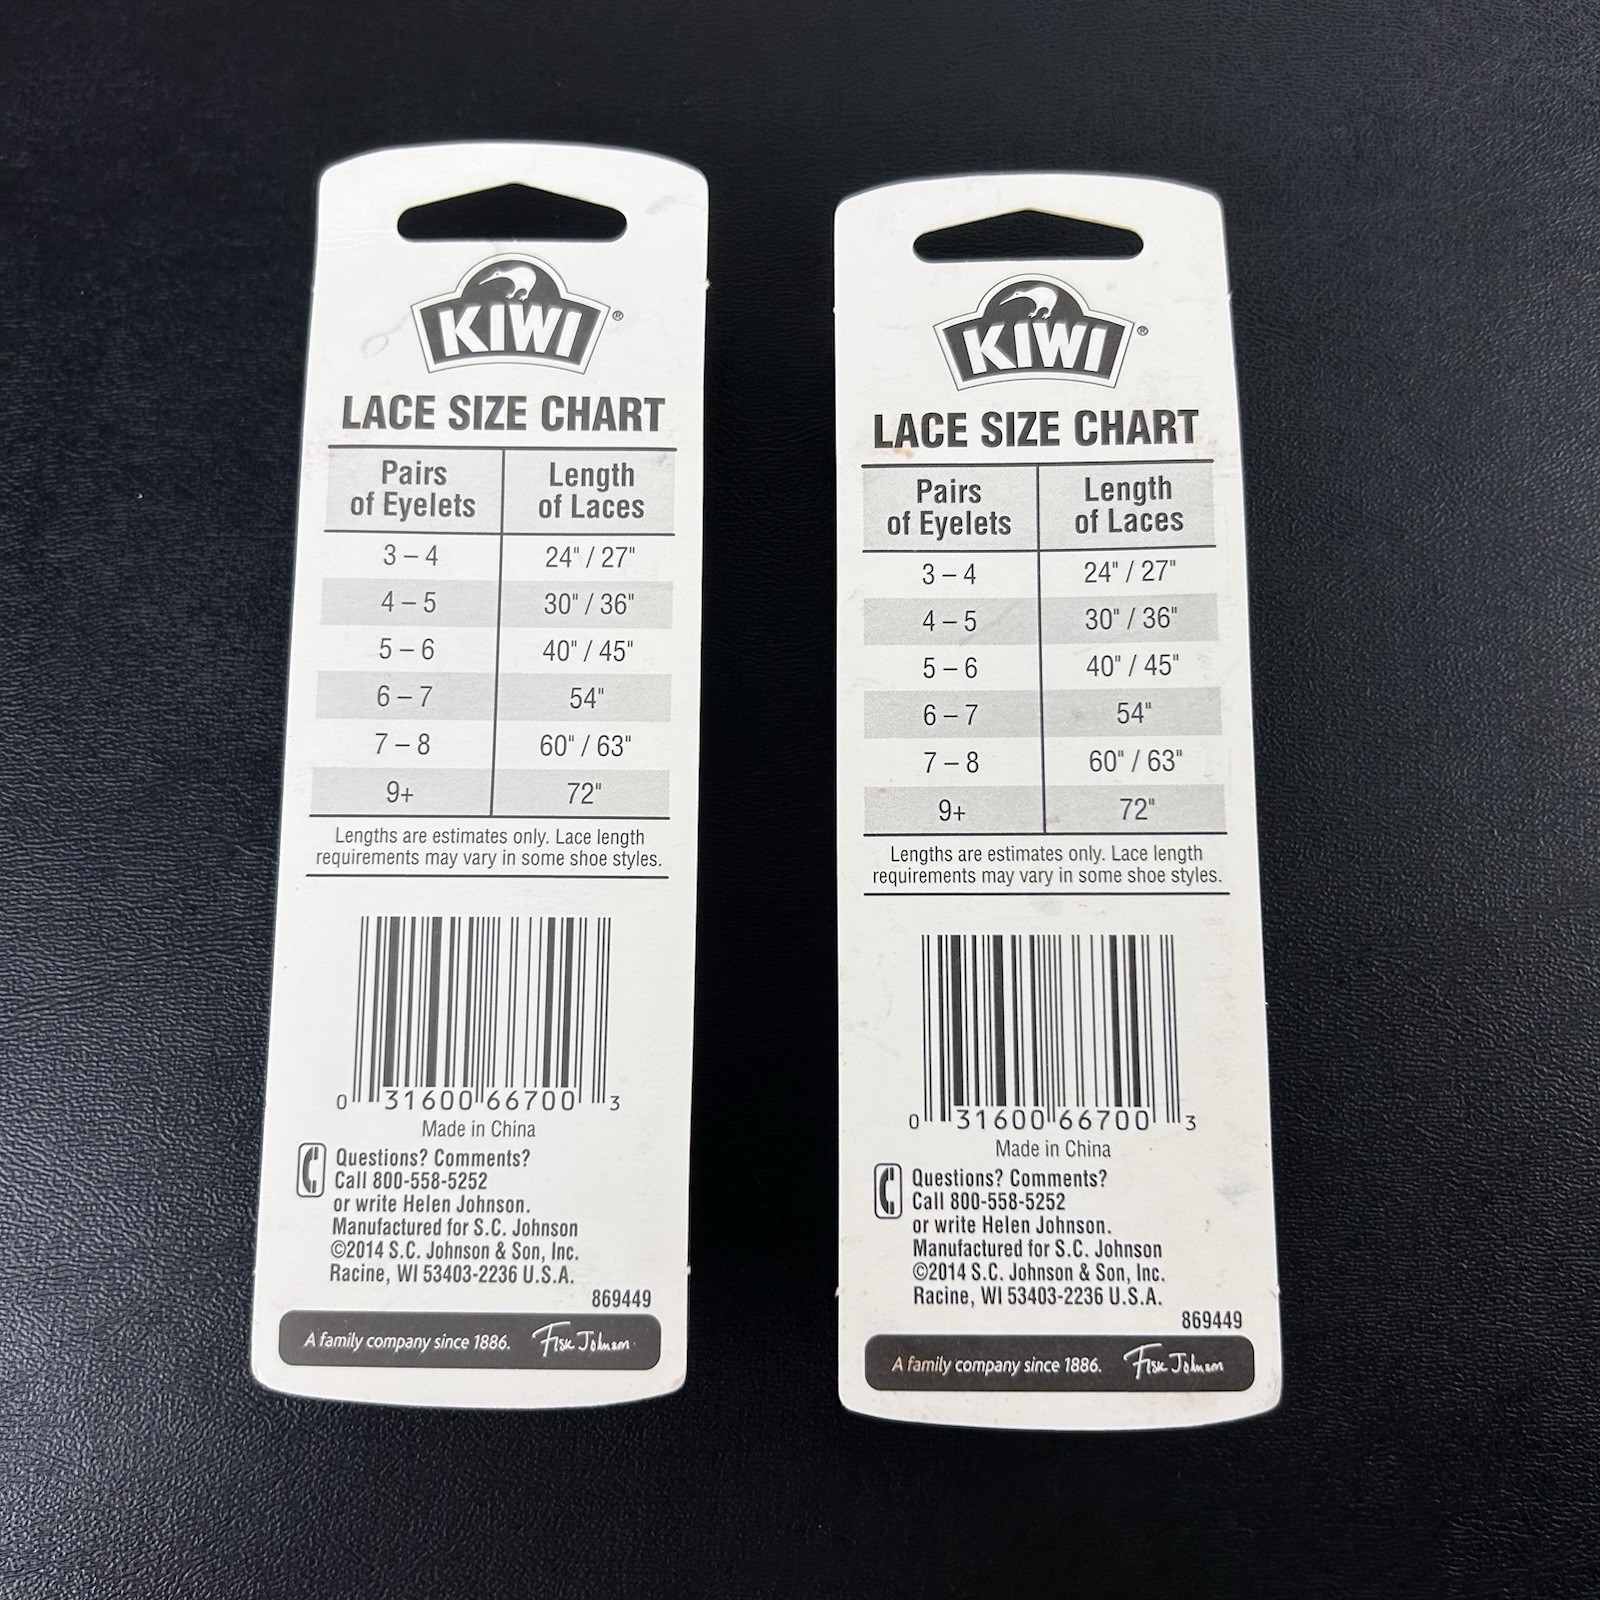 KIWI®
LACE SIZE CHART
Pairs of Eyelets Length of Laces
3 – 4 24" / 27"
4 – 5 30" / 36"
5 – 6 40" / 45"
6 – 7 54"
7 – 8 60" / 63"
9+ 72"
Lengths are estimates only. Lace length
requirements may vary in some shoe styles.
0 31600 66700 3
Made in China
Questions? Comments?
Call 800-558-5252
or write Helen Johnson.
Manufactured for S.C. Johnson
©2014 S.C. Johnson & Son, Inc.
Racine, WI 53403-2236 U.S.A.
869449
A family company since 1886. Fisk Johnson
KIWI®
LACE SIZE CHART
Pairs of Eyelets Length of Laces
3 – 4 24" / 27"
4 – 5 30" / 36"
5 – 6 40" / 45"
6 – 7 54"
7 – 8 60" / 63"
9+ 72"
Lengths are estimates only. Lace length
requirements may vary in some shoe styles.
0 31600 66700 3
Made in China
Questions? Comments?
Call 800-558-5252
or write Helen Johnson.
Manufactured for S.C. Johnson
©2014 S.C. Johnson & Son, Inc.
Racine, WI 53403-2236 U.S.A.
869449
A family company since 1886. Fisk Johnson